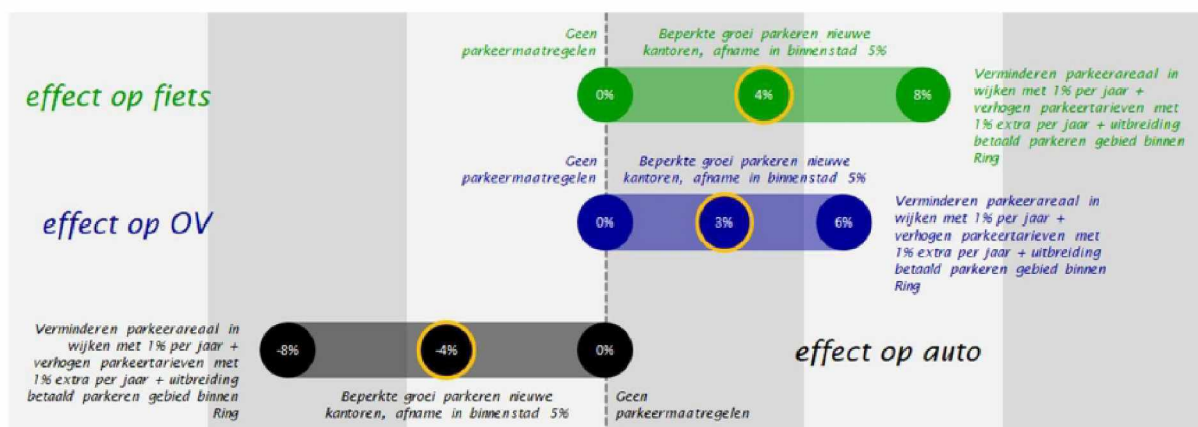 Geen
parkeermaatregelen
Beperkte groei parkeren nieuwe
kantoren, afname in binnenstad 5%
effect op fiets
0%
4%
8%
Verminderen parkeerareaal in
wijken met 1% per jaar +
verhogen parkeertarieven met
1% extra per jaar + uitbreiding
betaald parkeren gebied binnen
Ring
Geen
parkeermaatregelen
Beperkte groei parkeren nieuwe
kantoren, afname in binnenstad 5%
effect op OV
0%
3%
6%
Verminderen parkeerareaal in
wijken met 1% per jaar +
verhogen parkeertarieven met
1% extra per jaar + uitbreiding
betaald parkeren gebied binnen
Ring
Verminderen parkeerareaal in
wijken met 1% per jaar +
verhogen parkeertarieven met
1% extra per jaar + uitbreiding
betaald parkeren gebied binnen
Ring
-8%
-4%
0%
effect op auto
Beperkte groei parkeren nieuwe
kantoren, afname in binnenstad 5%
Geen
parkeermaatregelen